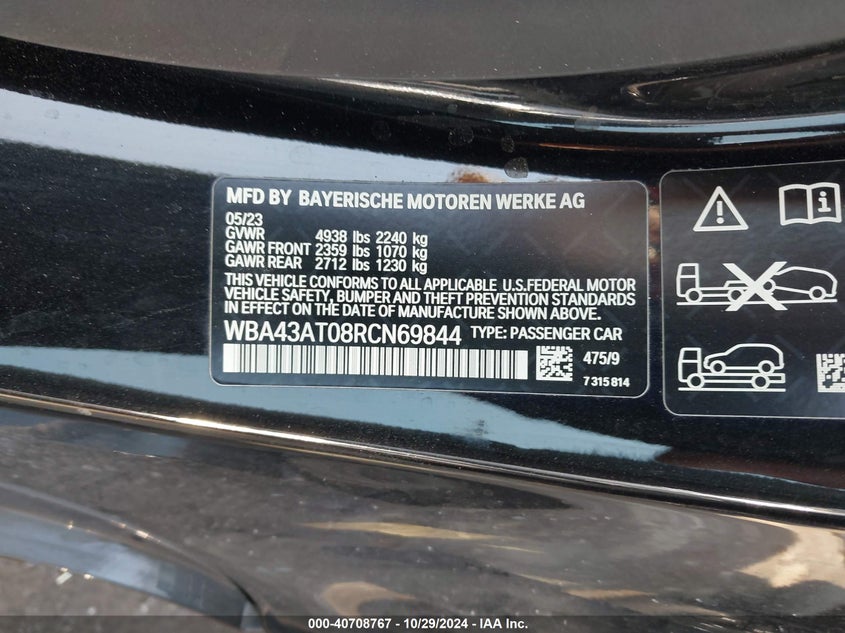 MFD BY BAYERISCHE MOTOREN WERKE AG
05/23
GVWR 4938 lbs 2240 kg
GAWR FRONT 2359 lbs 1070 kg
GAWR REAR 2712 lbs 1230 kg
THIS VEHICLE CONFORMS TO ALL APPLICABLE U.S.FEDERAL MOTOR
VEHICLE SAFETY, BUMPER AND THEFT PREVENTION STANDARDS
IN EFFECT ON THE DATE OF MANUFACTURE SHOWN ABOVE.
WBA43AT08RCN69844 TYPE: PASSENGER CAR
475/9
7 315 814
000-40708767 - 10/29/2024 - IAA Inc.